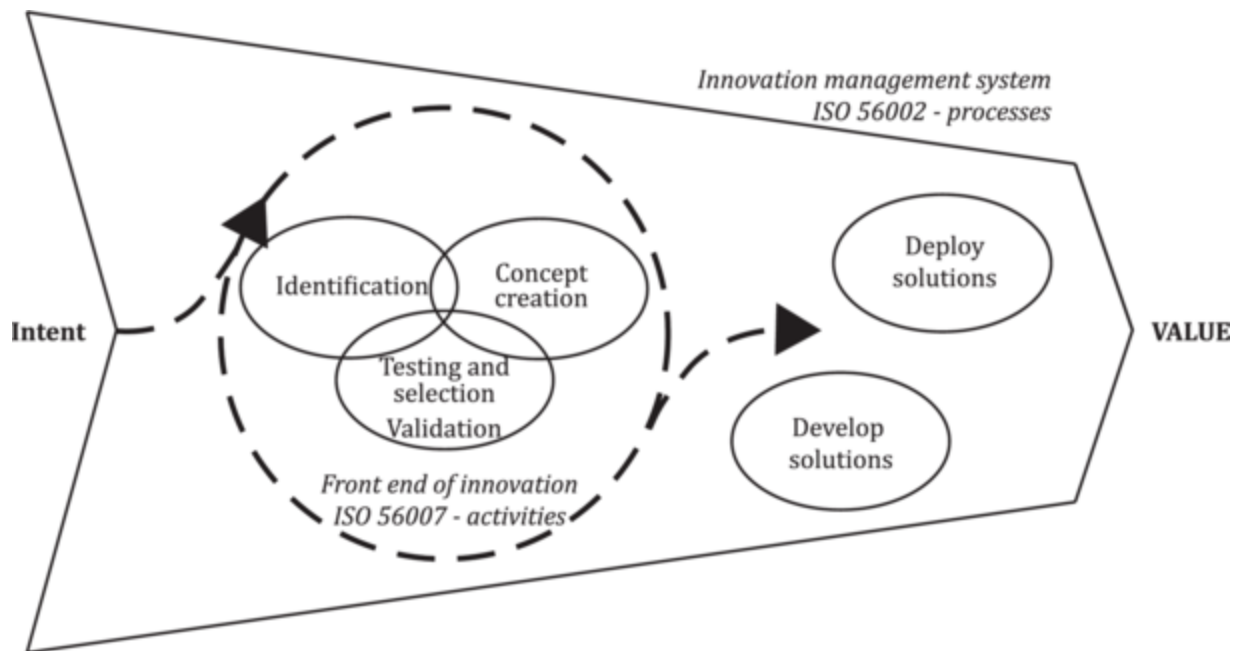 Innovation management system
ISO 56002 - processes
Identification
Concept
creation
Deploy
solutions
Intent
VALUE
Testing and
selection
Validation
Develop
solutions
Front end of innovation
ISO 56007 - activities